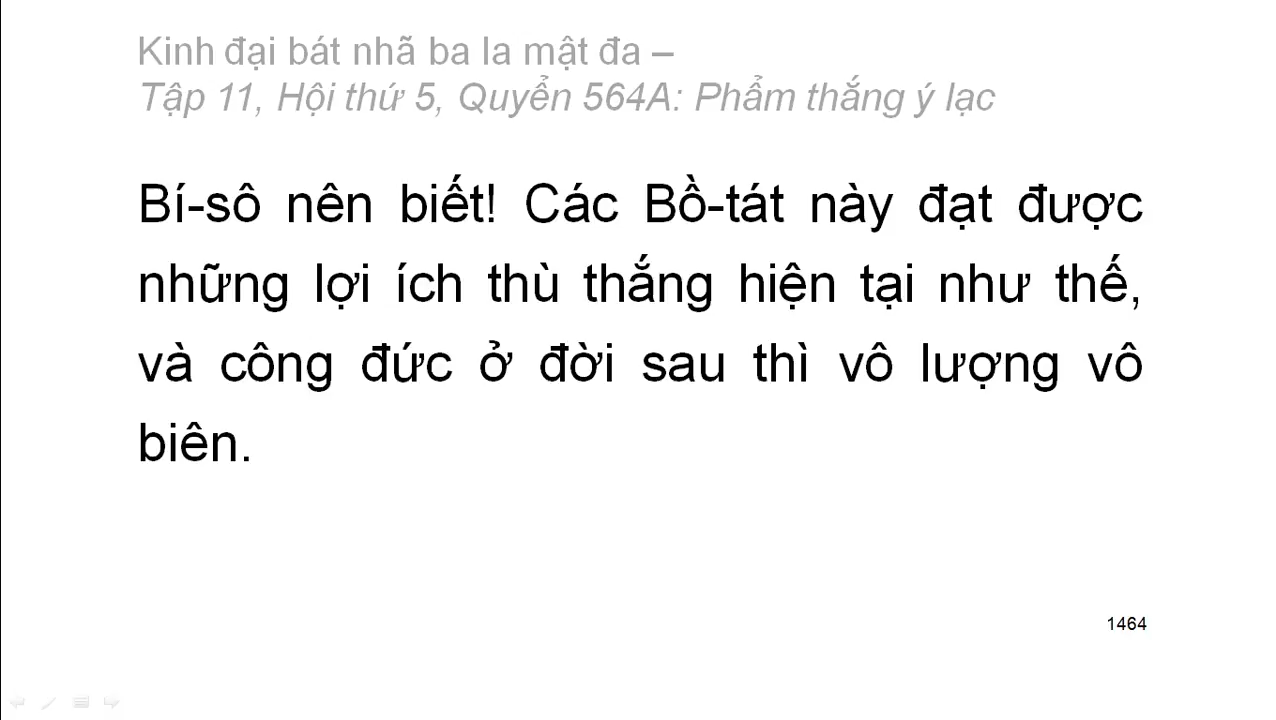 Kinh đại bát nhã ba la mật đa –
Tập 11, Hội thứ 5, Quyển 564A: Phẩm thắng ý lạc
Bí-sô nên biết! Các Bồ-tát này đạt được
những lợi ích thù thắng hiện tại như thế,
và công đức ở đời sau thì vô lượng vô
biên.
1464